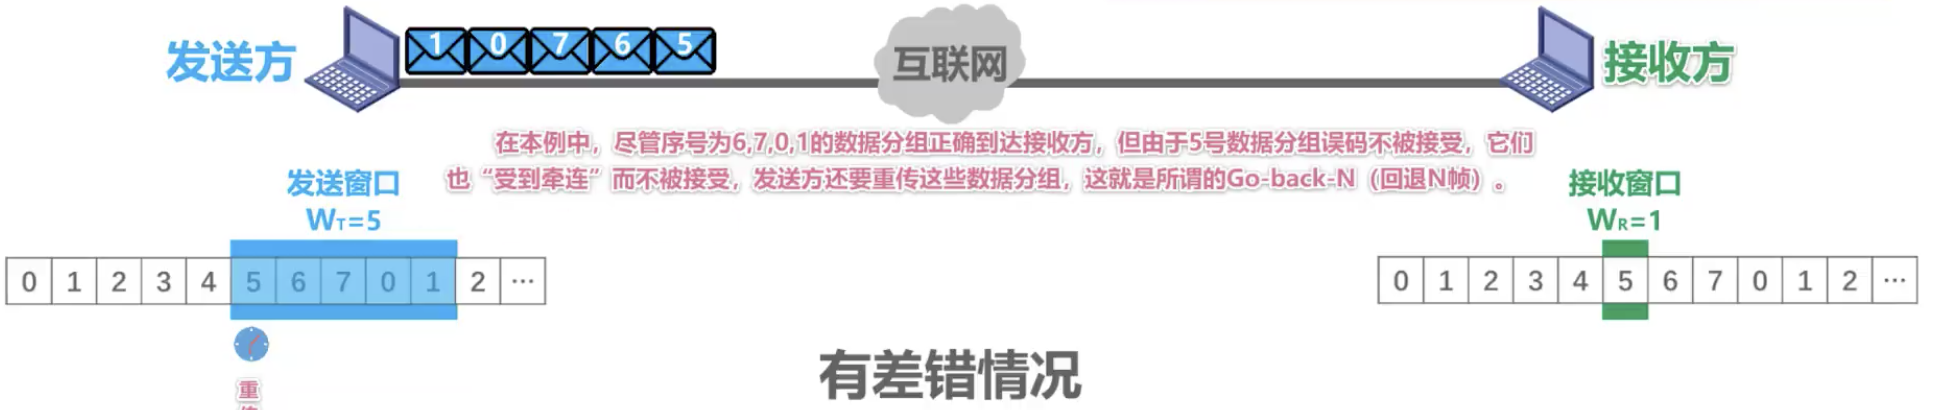 发送方
1 0 7 6 5
互联网
接收方
在本例中，尽管序号为6,7,0,1的数据分组正确到达接收方，但由于5号数据分组误码不被接受，它们
也“受到牵连”而不被接受，发送方还要重传这些数据分组，这就是所谓的Go-back-N（回退N帧）。
发送窗口
WT=5
接收窗口
WR=1
0 1 2 3 4 5 6 7 0 1 2 ...
0 1 2 3 4 5 6 7 0 1 2 ...
有差错情况
重